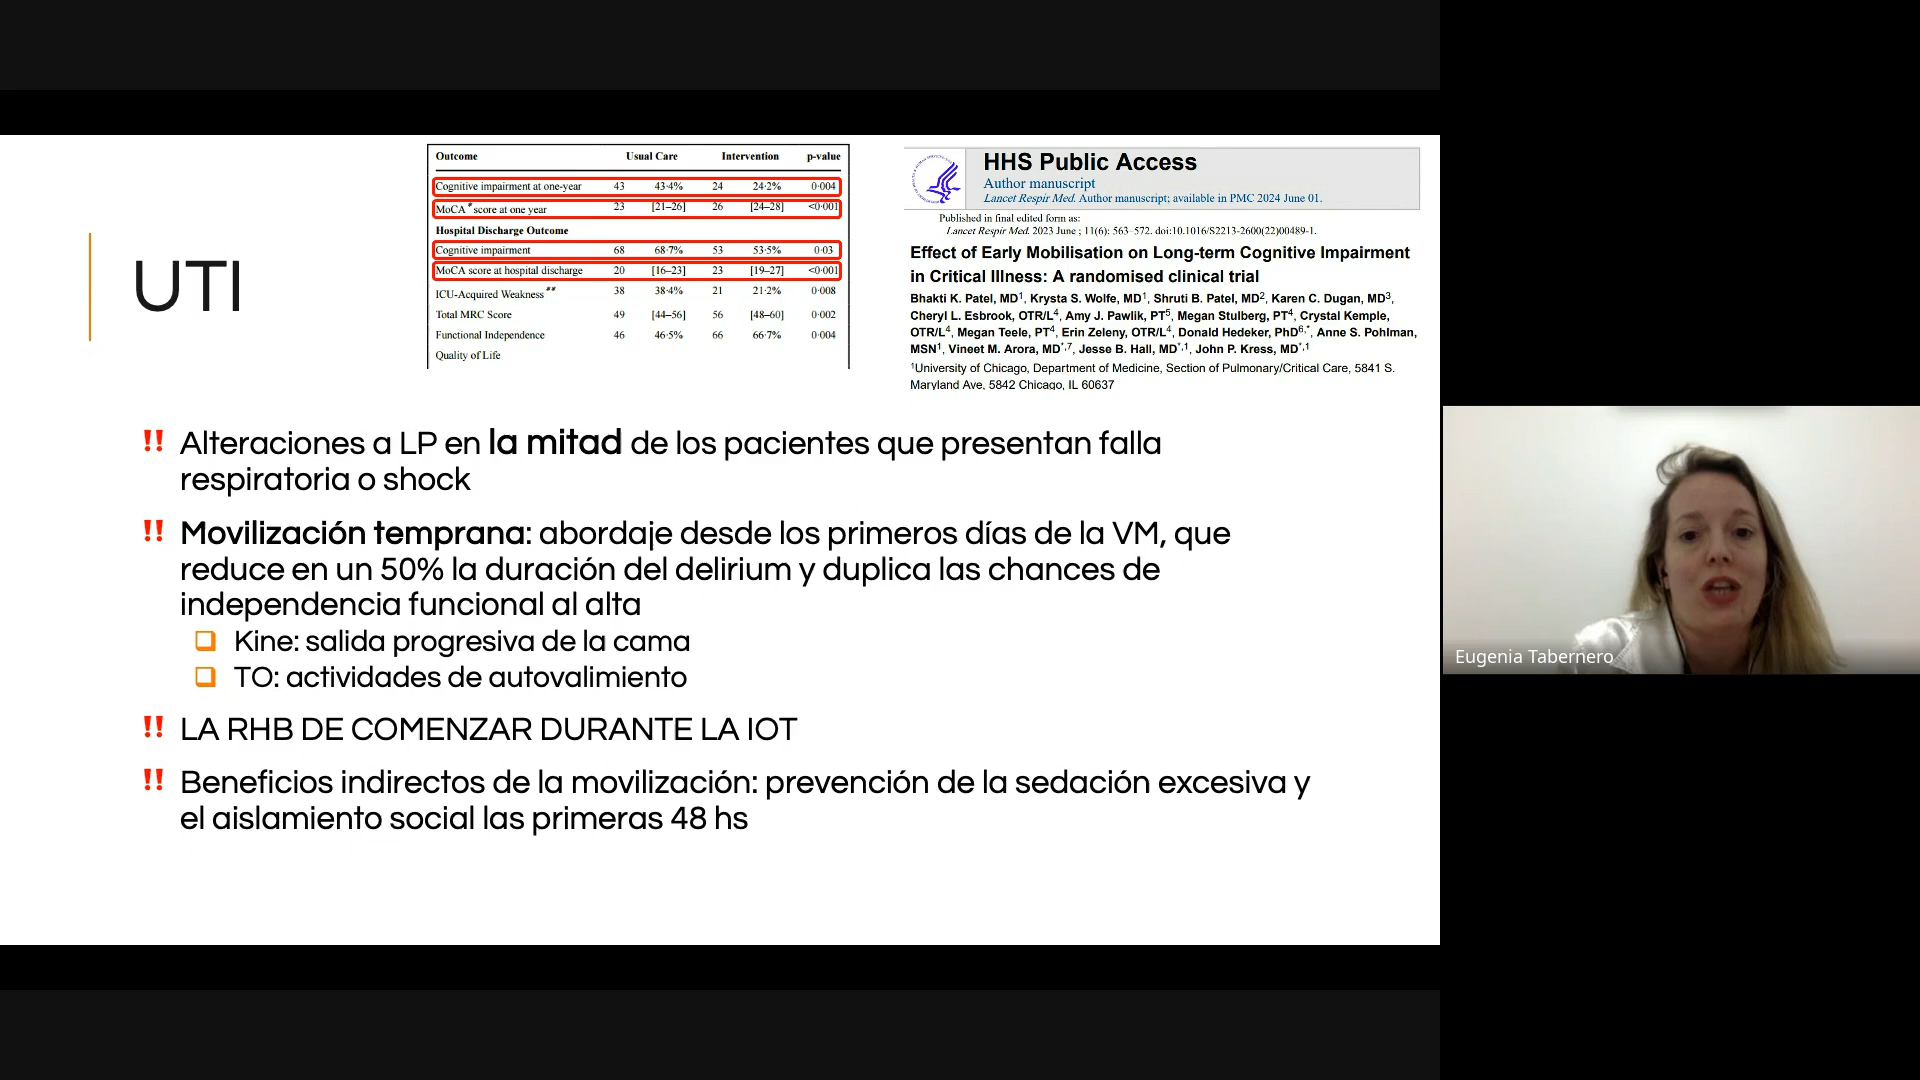 UTI
Outcome Usual Care Intervention p-value
Cognitive impairment at one-year 43 43·4% 24 24·2% 0·004
MoCA * score at one year 23 [21–26] 26 [24–28] <0·001
Hospital Discharge Outcome
Cognitive impairment 68 68·7% 53 53·5% 0·03
MoCA score at hospital discharge 20 [16–23] 23 [19–27] <0·001
ICU-Acquired Weakness ** 38 38·4% 21 21·2% 0·008
Total MRC Score 49 [44–56] 56 [48–60] 0·002
Functional Independence 46 46·5% 66 66·7% 0·004
Quality of Life
HHS Public Access
Author manuscript
Lancet Respir Med. Author manuscript; available in PMC 2024 June 01.
Published in final edited form as:
Lancet Respir Med. 2023 June ; 11(6): 563–572. doi:10.1016/S2213-2600(22)00489-1.
Effect of Early Mobilisation on Long-term Cognitive Impairment
in Critical Illness: A randomised clinical trial
Bhakti K. Patel, MD1, Krysta S. Wolfe, MD1, Shruti B. Patel, MD2, Karen C. Dugan, MD3,
Cheryl L. Esbrook, OTR/L4, Amy J. Pawlik, PT5, Megan Stulberg, PT4, Crystal Kemple,
OTR/L4, Megan Teele, PT4, Erin Zeleny, OTR/L4, Donald Hedeker, PhD6,*, Anne S. Pohlman,
MSN1, Vineet M. Arora, MD*,7, Jesse B. Hall, MD*,1, John P. Kress, MD*,1
1University of Chicago, Department of Medicine, Section of Pulmonary/Critical Care, 5841 S.
Maryland Ave, 5842 Chicago, IL 60637
!! Alteraciones a LP en la mitad de los pacientes que presentan falla
respiratoria o shock
!! Movilización temprana: abordaje desde los primeros días de la VM, que
reduce en un 50% la duración del delirium y duplica las chances de
independencia funcional al alta
❑ Kine: salida progresiva de la cama
❑ TO: actividades de autovalimiento
!! LA RHB DE COMENZAR DURANTE LA IOT
!! Beneficios indirectos de la movilización: prevención de la sedación excesiva y
el aislamiento social las primeras 48 hs
Eugenia Tabernero